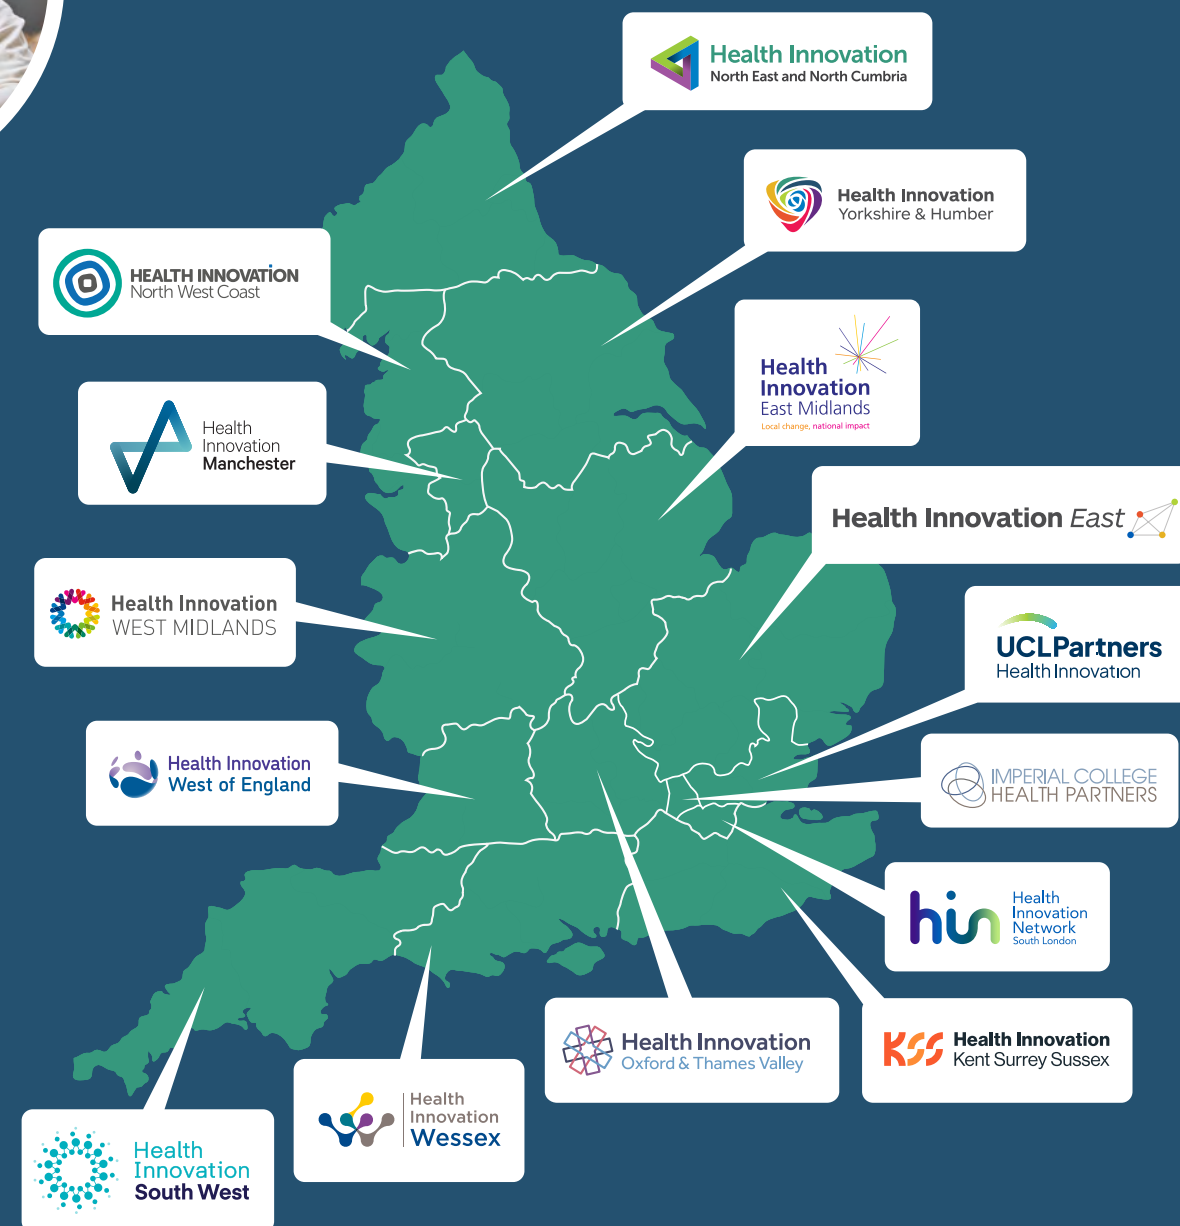 Health Innovation
North East and North Cumbria
Health Innovation
Yorkshire & Humber
HEALTH INNOVATION
North West Coast
Health
Innovation
East Midlands
Local change, national impact
Health
Innovation
Manchester
Health Innovation East
Health Innovation
WEST MIDLANDS
UCLPartners
Health Innovation
Health Innovation
West of England
IMPERIAL COLLEGE
HEALTH PARTNERS
hin
Health
Innovation
Network
South London
Health Innovation
Oxford & Thames Valley
KSS
Health Innovation
Kent Surrey Sussex
Health
Innovation
Wessex
Health
Innovation
South West